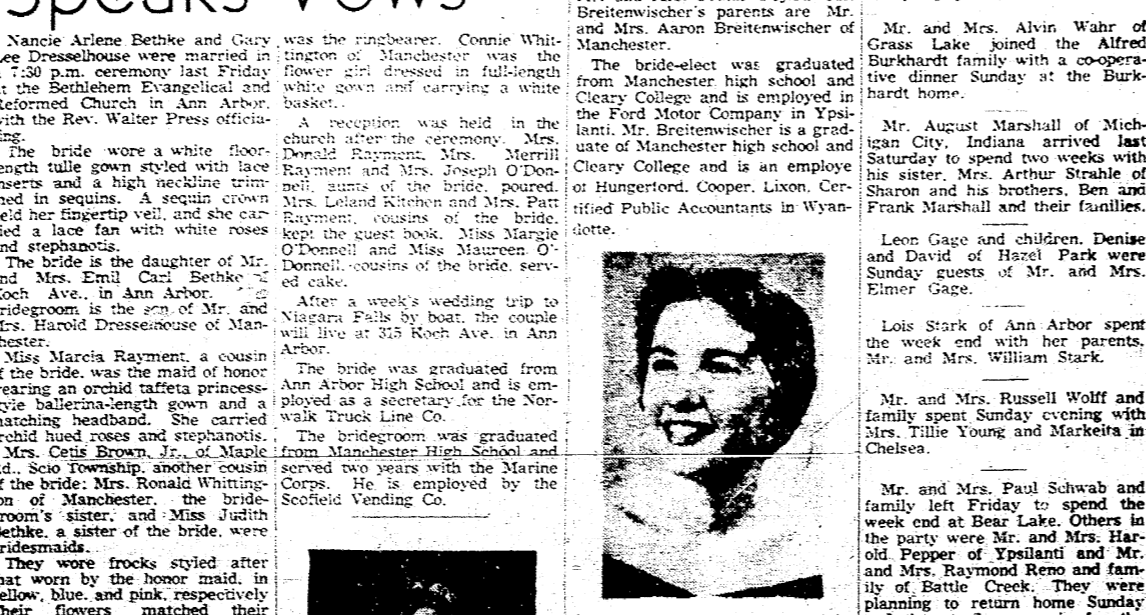 Speaks Vows
Nancie Arlene Bethke and Gary
Lee Dresselhouse were married in
7:30 p.m. ceremony last Friday
at the Bethlehem Evangelical and
Reformed Church in Ann Arbor,
with the Rev. Walter Press officia-
ing.
The bride wore a white floor-
length tulle gown styled with lace
inserts and a high neckline trim-
med in sequins. A sequin crown
held her fingertip veil, and she car-
ried a lace fan with white roses
and stephanotis.
The bride is the daughter of Mr.
and Mrs. Emil Carl Bethke of
Koch Ave., in Ann Arbor.
bridegroom is the son of Mr. and
Mrs. Harold Dresselhouse of Man-
chester.
Miss Marcia Rayment, a cousin
of the bride, was the maid of honor
wearing an orchid taffeta princess-
style ballerina-length gown and a
matching headband. She carried
orchid hued roses and stephanotis.
Mrs. Cetis Brown, Jr., of Maple
Rd., Scio Township, another cousin
of the bride; Mrs. Ronald Whitting-
on of Manchester, the bride-
groom's sister, and Miss Judith
Bethke, a sister of the bride, were
bridesmaids.
They wore frocks styled after
that worn by the honor maid, in
yellow, blue, and pink, respectively
Their flowers matched their
was the ringbearer. Connie Whit-
tington of Manchester was the
flower girl dressed in full-length
white gown and carrying a white
basket.
A reception was held in the
church after the ceremony. Mrs.
Donald Rayment, Mrs. Merrill
Rayment and Mrs. Joseph O'Don-
nell, aunts of the bride, poured.
Mrs. Leland Kitchen and Mrs. Patt
Rayment, cousins of the bride,
kept the guest book. Miss Margie
O'Donnell and Miss Maureen O'-
Donnell, cousins of the bride, serv-
ed cake.
After a week's wedding trip to
Niagara Falls by boat, the couple
will live at 315 Koch Ave. in Ann
Arbor.
The bride was graduated from
Ann Arbor High School and is em-
ployed as a secretary for the Nor-
walk Truck Line Co.
The bridegroom was graduated
from Manchester High School and
served two years with the Marine
Corps. He is employed by the
Scofield Vending Co.
Breitenwischer's parents are Mr.
and Mrs. Aaron Breitenwischer of
Manchester.
The bride-elect was graduated
from Manchester high school and
Cleary College and is employed in
the Ford Motor Company in Ypsi-
lanti. Mr. Breitenwischer is a grad-
uate of Manchester high school and
Cleary College and is an employe
of Hungerford, Cooper, Lixon, Cer-
tified Public Accountants in Wyan-
dotte.
Mr. and Mrs. Alvin Wahr of
Grass Lake joined the Alfred
Burkhardt family with a co-opera-
tive dinner Sunday at the Burk-
hardt home.
Mr. August Marshall of Mich-
igan City, Indiana arrived last
Saturday to spend two weeks with
his sister, Mrs. Arthur Strahle of
Sharon and his brothers, Ben and
Frank Marshall and their families.
Leon Gage and children, Denise
and David of Hazel Park were
Sunday guests of Mr. and Mrs.
Elmer Gage.
Lois Stark of Ann Arbor spent
the week end with her parents,
Mr. and Mrs. William Stark.
Mr. and Mrs. Russell Wolff and
family spent Sunday evening with
Mrs. Tillie Young and Markeita in
Chelsea.
Mr. and Mrs. Paul Schwab and
family left Friday to spend the
week end at Bear Lake. Others in
the party were Mr. and Mrs. Har-
old Pepper of Ypsilanti and Mr.
and Mrs. Raymond Reno and fam-
ily of Battle Creek. They were
planning to return home Sunday